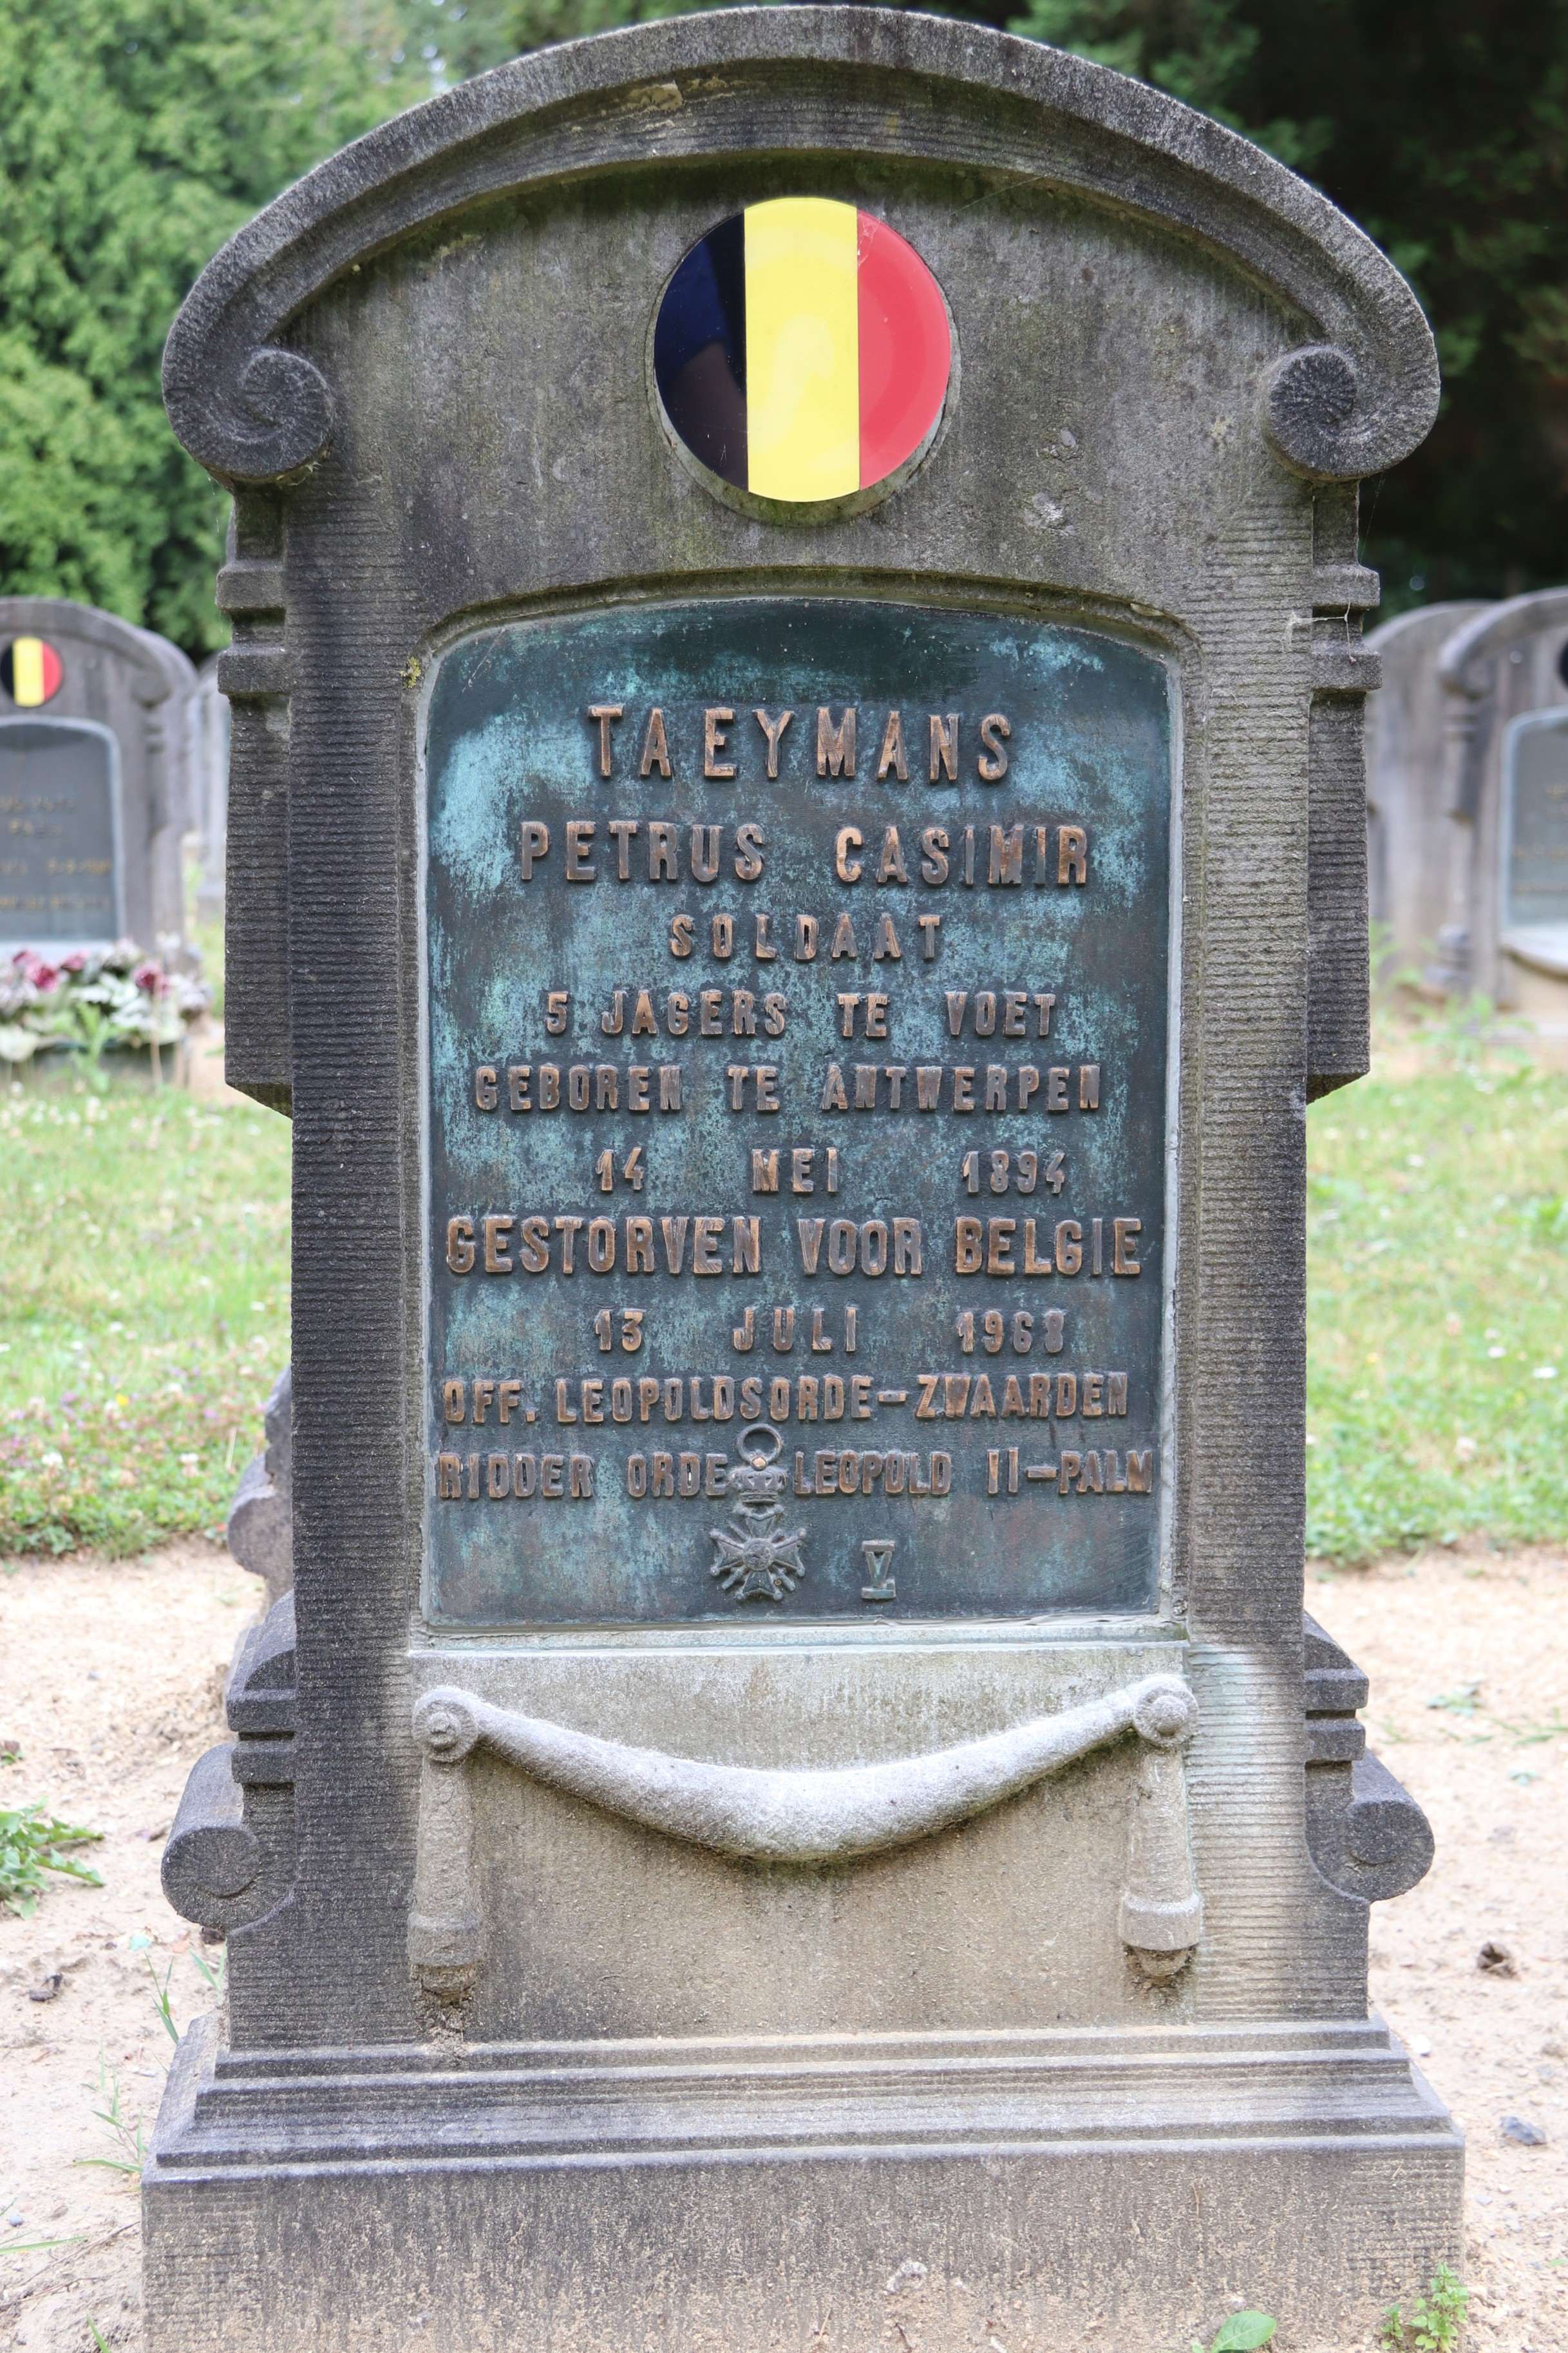 TAEYMANS
PETRUS CASIMIR
SOLDAAT
5 JAGERS TE VOET
GEBOREN TE ANTWERPEN
14 MEI 1894
GESTORVEN VOOR BELGIE
13 JULI 1968
OFF. LEOPOLDSORDE-ZWAARDEN
RIDDER ORDE LEOPOLD II-PALM
V